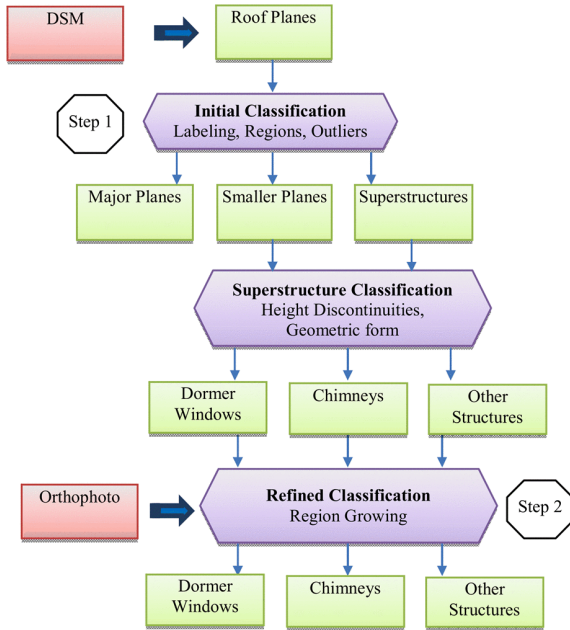 DSM
Roof Planes
Step 1
Initial Classification
Labeling, Regions, Outliers
Major Planes
Smaller Planes
Superstructures
Superstructure Classification
Height Discontinuities,
Geometric form
Dormer
Windows
Chimneys
Other
Structures
Orthophoto
Refined Classification
Region Growing
Step 2
Dormer
Windows
Chimneys
Other
Structures